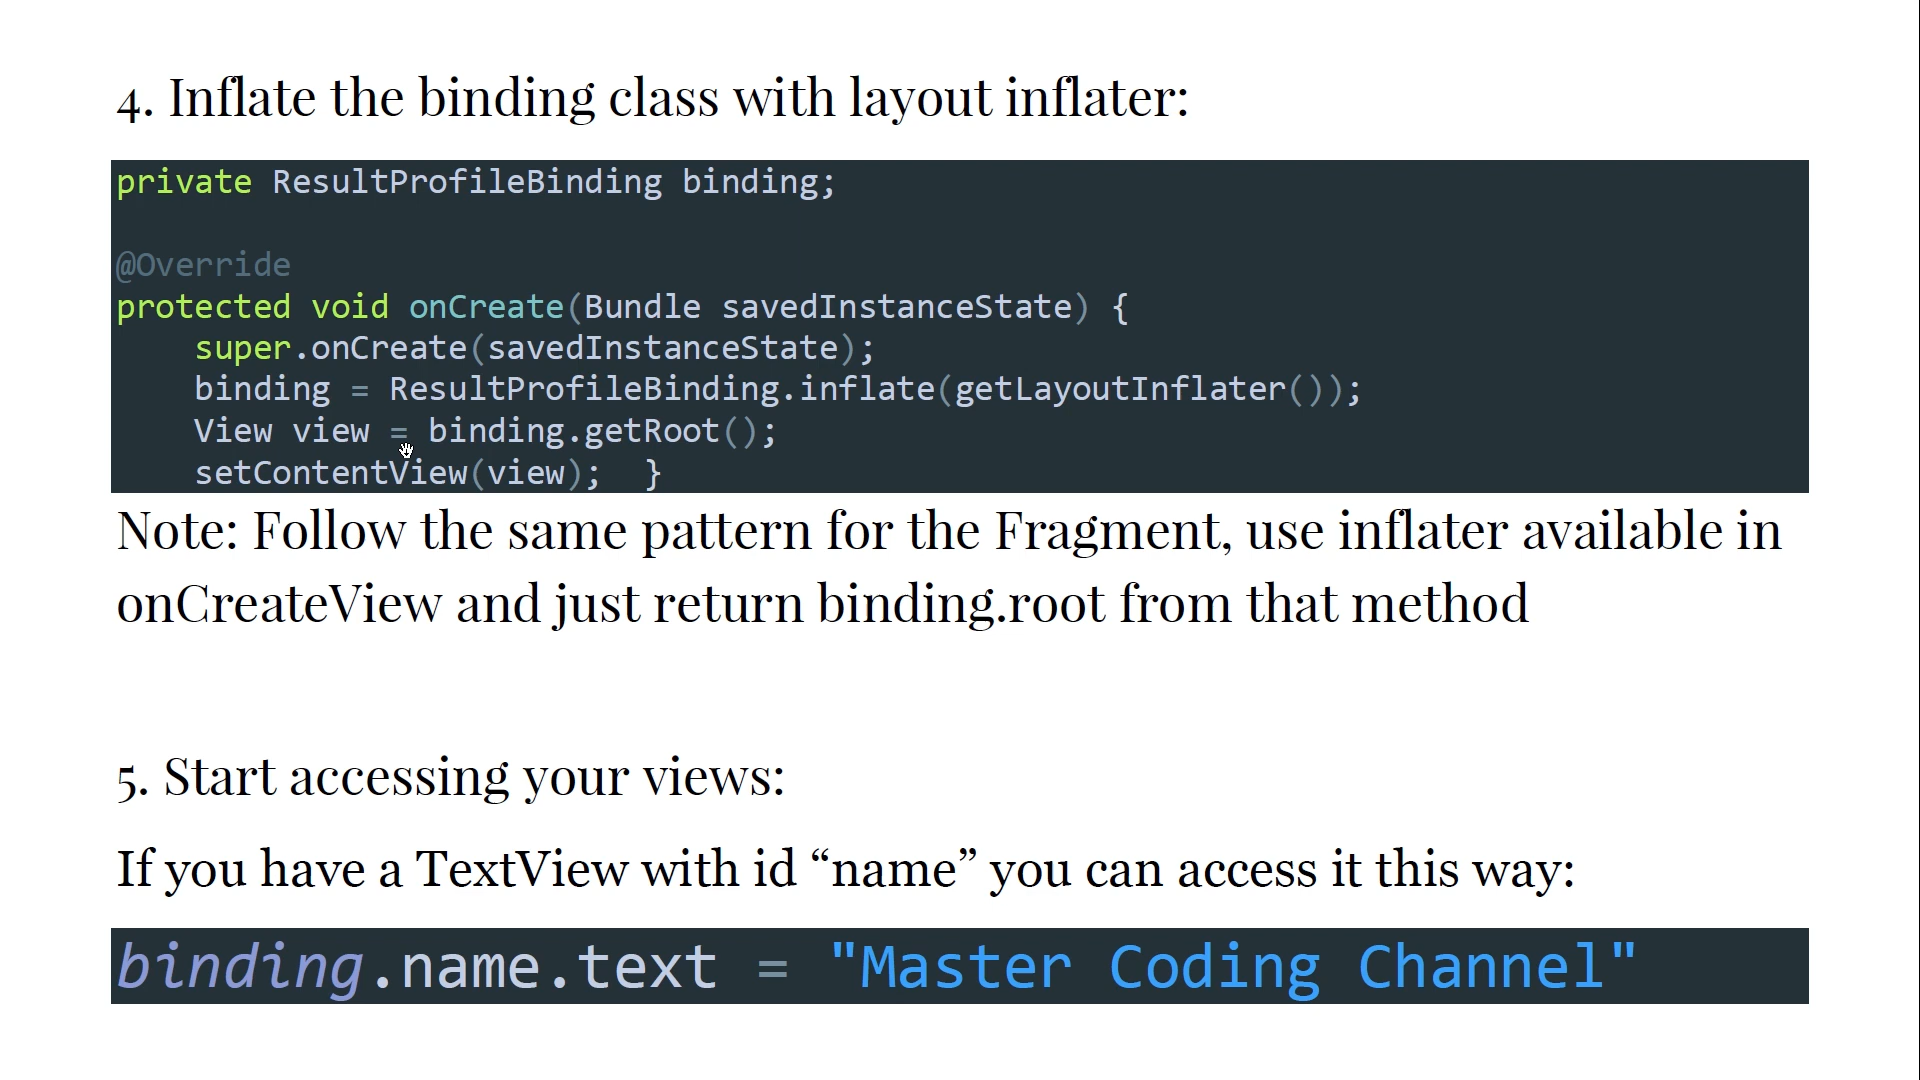 4. Inflate the binding class with layout inflater:
private ResultProfileBinding binding;
@Override
protected void onCreate(Bundle savedInstanceState) {
    super.onCreate(savedInstanceState);
    binding = ResultProfileBinding.inflate(getLayoutInflater());
    View view = binding.getRoot();
    setContentView(view);  }
Note: Follow the same pattern for the Fragment, use inflater available in
onCreateView and just return binding.root from that method
5. Start accessing your views:
If you have a TextView with id “name” you can access it this way:
binding.name.text = "Master Coding Channel"